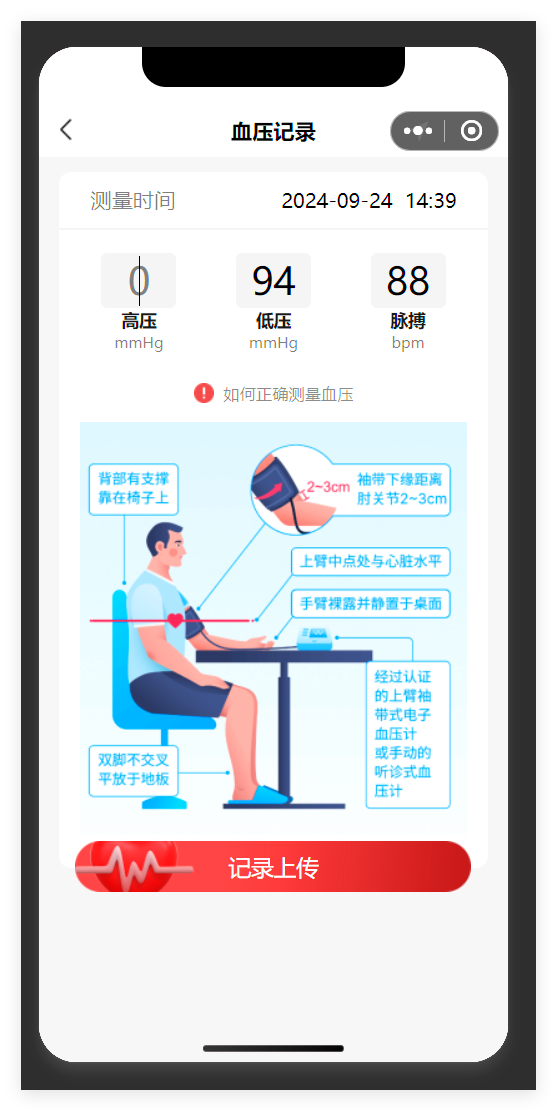 血压记录
测量时间 2024-09-24 14:39
0 94 88
高压 低压 脉搏
mmHg mmHg bpm
如何正确测量血压
背部有支撑
靠在椅子上
2~3cm
袖带下缘距离
肘关节2~3cm
上臂中点处与心脏水平
手臂裸露并静置于桌面
经过认证
的上臂袖
带式电子
血压计
或手动的
听诊式血
压计
双脚不交叉
平放于地板
记录上传